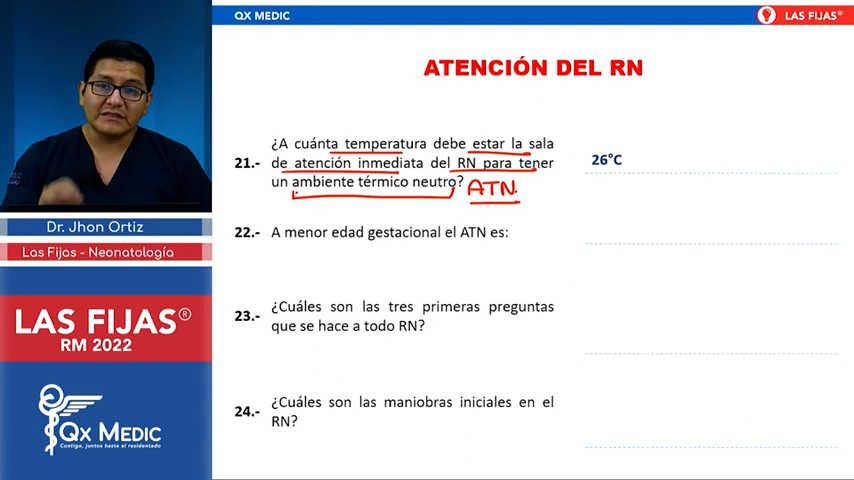 QX MEDIC
LAS FIJAS®
ATENCIÓN DEL RN
21.- ¿A cuánta temperatura debe estar la sala
de atención inmediata del RN para tener
un ambiente térmico neutro? ATN.
26°C
22.- A menor edad gestacional el ATN es:
23.- ¿Cuáles son las tres primeras preguntas
que se hace a todo RN?
24.- ¿Cuáles son las maniobras iniciales en el
RN?
Dr. Jhon Ortiz
Las Fijas - Neonatología
LAS FIJAS®
RM 2022
QX MEDIC
Contigo, juntos hasta el residentado